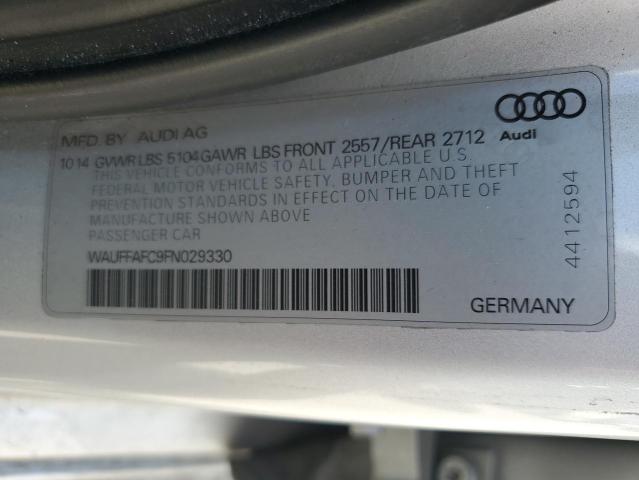 MFD. BY AUDI AG
10 14 GVWR LBS 5104 GAWR LBS FRONT 2557/REAR 2712
THIS VEHICLE CONFORMS TO ALL APPLICABLE U.S.
FEDERAL MOTOR VEHICLE SAFETY, BUMPER AND THEFT
PREVENTION STANDARDS IN EFFECT ON THE DATE OF
MANUFACTURE SHOWN ABOVE
PASSENGER CAR
WAUFFAFC9FN029330
GERMANY
Audi
4412594